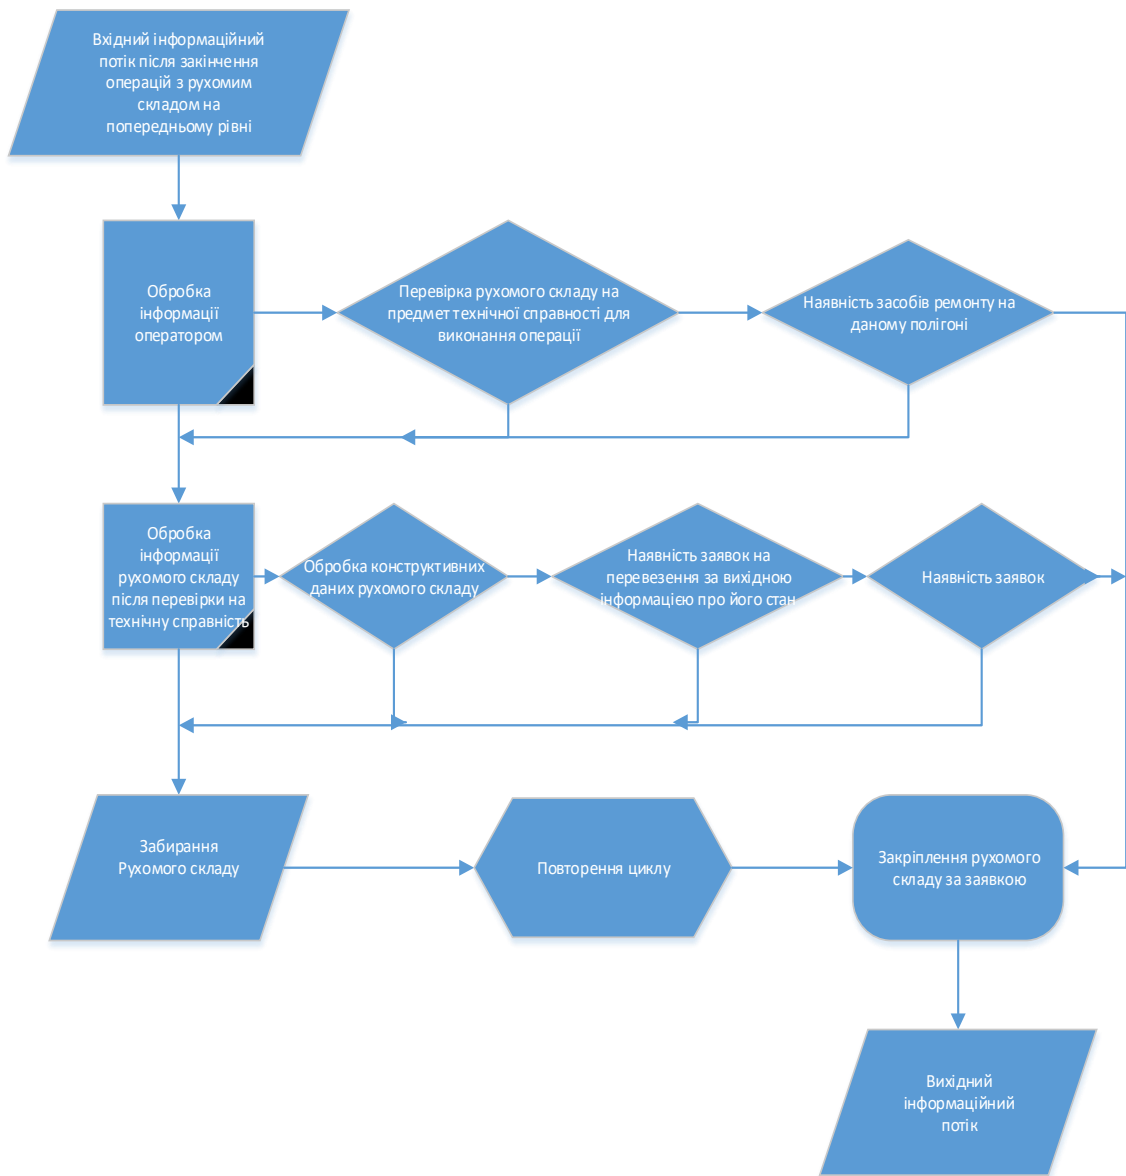 Вхідний інформаційний
потік після закінчення
операцій з рухомим
складом на
попередньому рівні
Обробка
інформації
оператором
Перевірка рухомого складу на
предмет технічної справності для
виконання операції
Наявність засобів ремонту на
даному полігоні
Обробка
інформації
рухомого складу
після перевірки на
технічну справність
Обробка конструктивних
даних рухомого складу
Наявність заявок на
перевезення за вихідною
інформацією про його стан
Наявність заявок
Забирання
Рухомого складу
Повторення циклу
Закріплення рухомого
складу за заявкою
Вихідний
інформаційний
потік